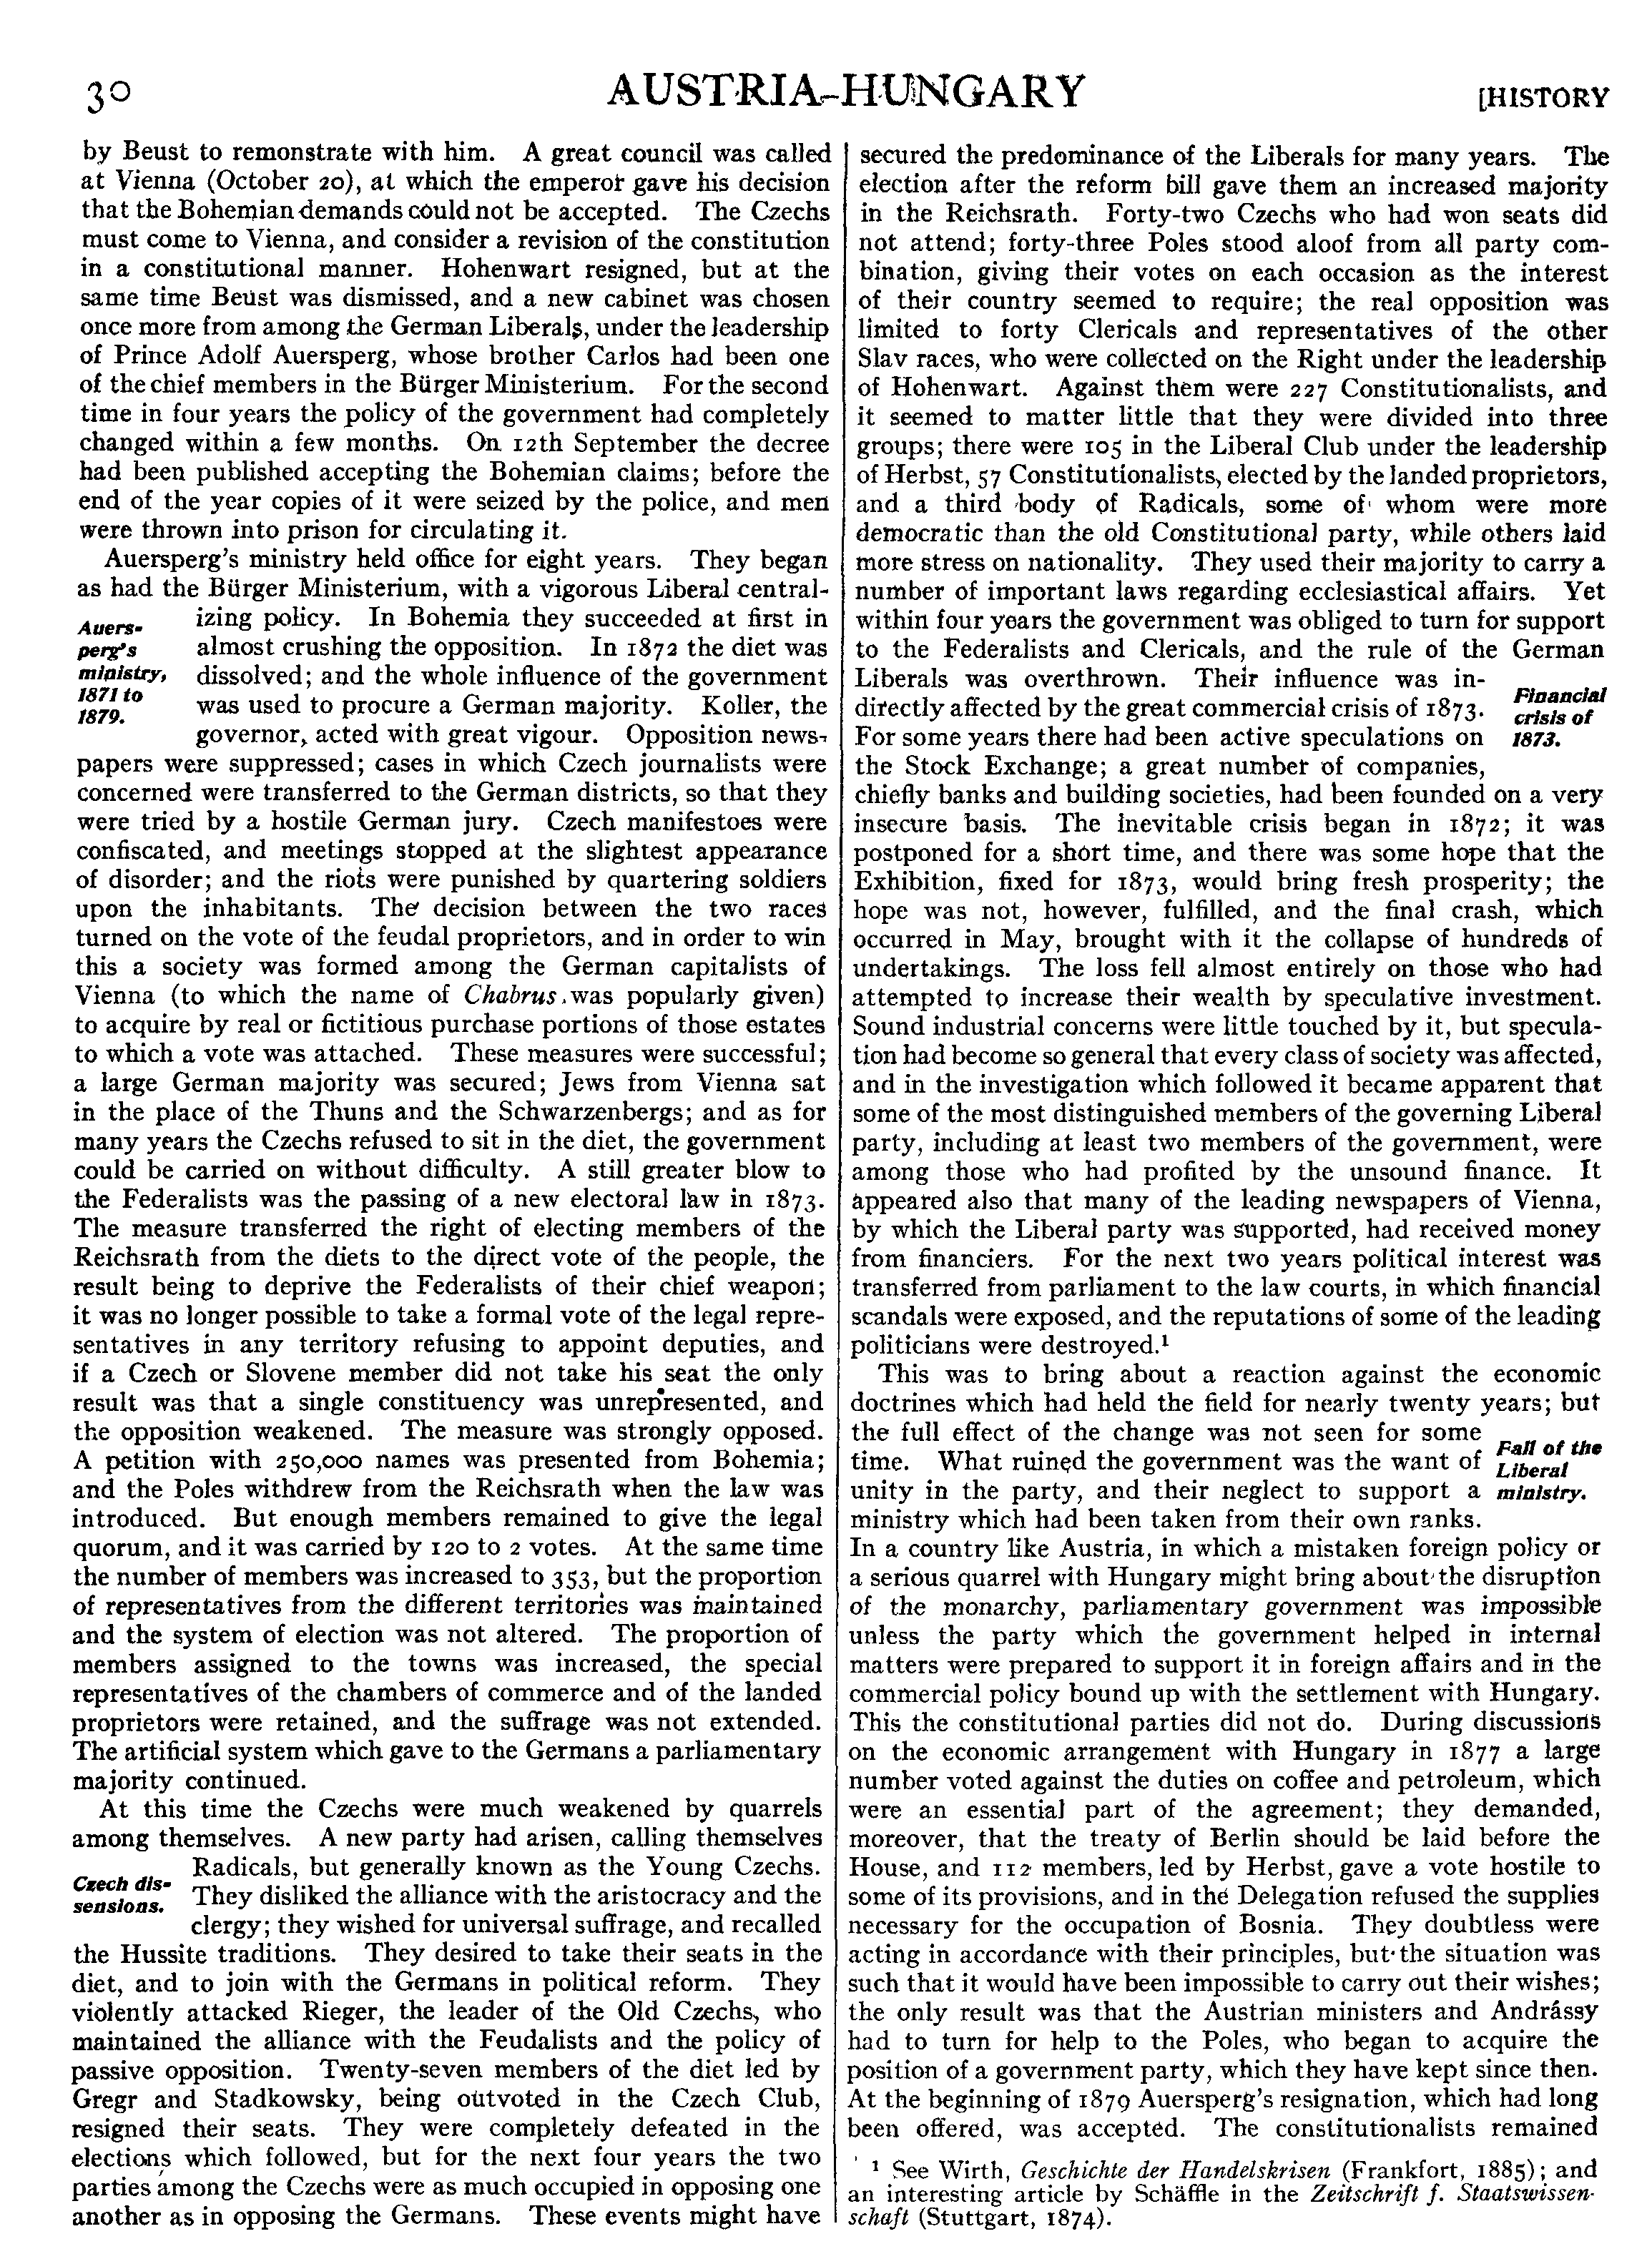 30
AUSTRIA-HUNGARY
[HISTORY
by Beust to remonstrate with him. A great council was called
at Vienna (October 20), at which the emperor gave his decision
that the Bohemian demands could not be accepted. The Czechs
must come to Vienna, and consider a revision of the constitution
in a constitutional manner. Hohenwart resigned, but at the
same time Beust was dismissed, and a new cabinet was chosen
once more from among the German Liberals, under the leadership
of Prince Adolf Auersperg, whose brother Carlos had been one
of the chief members in the Bürger Ministerium. For the second
time in four years the policy of the government had completely
changed within a few months. On 12th September the decree
had been published accepting the Bohemian claims; before the
end of the year copies of it were seized by the police, and men
were thrown into prison for circulating it.
Auersperg's ministry held office for eight years. They began
as had the Bürger Ministerium, with a vigorous Liberal central-
Auers-
perg's
ministry,
1871 to
1879.
izing policy. In Bohemia they succeeded at first in
almost crushing the opposition. In 1872 the diet was
dissolved; and the whole influence of the government
was used to procure a German majority. Koller, the
governor, acted with great vigour. Opposition news-
papers were suppressed; cases in which Czech journalists were
concerned were transferred to the German districts, so that they
were tried by a hostile German jury. Czech manifestoes were
confiscated, and meetings stopped at the slightest appearance
of disorder; and the riots were punished by quartering soldiers
upon the inhabitants. The decision between the two races
turned on the vote of the feudal proprietors, and in order to win
this a society was formed among the German capitalists of
Vienna (to which the name of Chabrus was popularly given)
to acquire by real or fictitious purchase portions of those estates
to which a vote was attached. These measures were successful;
a large German majority was secured; Jews from Vienna sat
in the place of the Thuns and the Schwarzenbergs; and as for
many years the Czechs refused to sit in the diet, the government
could be carried on without difficulty. A still greater blow to
the Federalists was the passing of a new electoral law in 1873.
The measure transferred the right of electing members of the
Reichsrath from the diets to the direct vote of the people, the
result being to deprive the Federalists of their chief weapon;
it was no longer possible to take a formal vote of the legal repre-
sentatives in any territory refusing to appoint deputies, and
if a Czech or Slovene member did not take his seat the only
result was that a single constituency was unrepresented, and
the opposition weakened. The measure was strongly opposed.
A petition with 250,000 names was presented from Bohemia;
and the Poles withdrew from the Reichsrath when the law was
introduced. But enough members remained to give the legal
quorum, and it was carried by 120 to 2 votes. At the same time
the number of members was increased to 353, but the proportion
of representatives from the different territories was maintained
and the system of election was not altered. The proportion of
members assigned to the towns was increased, the special
representatives of the chambers of commerce and of the landed
proprietors were retained, and the suffrage was not extended.
The artificial system which gave to the Germans a parliamentary
majority continued.
At this time the Czechs were much weakened by quarrels
among themselves. A new party had arisen, calling themselves
Czech dis-
sensions.
Radicals, but generally known as the Young Czechs.
They disliked the alliance with the aristocracy and the
clergy; they wished for universal suffrage, and recalled
the Hussite traditions. They desired to take their seats in the
diet, and to join with the Germans in political reform. They
violently attacked Rieger, the leader of the Old Czechs, who
maintained the alliance with the Feudalists and the policy of
passive opposition. Twenty-seven members of the diet led by
Gregr and Stadkowsky, being outvoted in the Czech Club,
resigned their seats. They were completely defeated in the
elections which followed, but for the next four years the two
parties among the Czechs were as much occupied in opposing one
another as in opposing the Germans. These events might have
secured the predominance of the Liberals for many years. The
election after the reform bill gave them an increased majority
in the Reichsrath. Forty-two Czechs who had won seats did
not attend; forty-three Poles stood aloof from all party com-
bination, giving their votes on each occasion as the interest
of their country seemed to require; the real opposition was
limited to forty Clericals and representatives of the other
Slav races, who were collected on the Right under the leadership
of Hohenwart. Against them were 227 Constitutionalists, and
it seemed to matter little that they were divided into three
groups; there were 105 in the Liberal Club under the leadership
of Herbst, 57 Constitutionalists, elected by the landed proprietors,
and a third body of Radicals, some of whom were more
democratic than the old Constitutional party, while others laid
more stress on nationality. They used their majority to carry a
number of important laws regarding ecclesiastical affairs. Yet
within four years the government was obliged to turn for support
to the Federalists and Clericals, and the rule of the German
Liberals was overthrown. Their influence was in-
directly affected by the great commercial crisis of 1873.
For some years there had been active speculations on
the Stock Exchange; a great number of companies,
Financial
crisis of
1873.
chiefly banks and building societies, had been founded on a very
insecure basis. The inevitable crisis began in 1872; it was
postponed for a short time, and there was some hope that the
Exhibition, fixed for 1873, would bring fresh prosperity; the
hope was not, however, fulfilled, and the final crash, which
occurred in May, brought with it the collapse of hundreds of
undertakings. The loss fell almost entirely on those who had
attempted to increase their wealth by speculative investment.
Sound industrial concerns were little touched by it, but specula-
tion had become so general that every class of society was affected,
and in the investigation which followed it became apparent that
some of the most distinguished members of the governing Liberal
party, including at least two members of the government, were
among those who had profited by the unsound finance. It
appeared also that many of the leading newspapers of Vienna,
by which the Liberal party was supported, had received money
from financiers. For the next two years political interest was
transferred from parliament to the law courts, in which financial
scandals were exposed, and the reputations of some of the leading
politicians were destroyed.¹
This was to bring about a reaction against the economic
doctrines which had held the field for nearly twenty years; but
the full effect of the change was not seen for some
time. What ruined the government was the want of
unity in the party, and their neglect to support a
ministry which had been taken from their own ranks.
Fall of the
Liberal
ministry.
In a country like Austria, in which a mistaken foreign policy or
a serious quarrel with Hungary might bring about the disruption
of the monarchy, parliamentary government was impossible
unless the party which the government helped in internal
matters were prepared to support it in foreign affairs and in the
commercial policy bound up with the settlement with Hungary.
This the constitutional parties did not do. During discussions
on the economic arrangement with Hungary in 1877 a large
number voted against the duties on coffee and petroleum, which
were an essential part of the agreement; they demanded,
moreover, that the treaty of Berlin should be laid before the
House, and 112 members, led by Herbst, gave a vote hostile to
some of its provisions, and in the Delegation refused the supplies
necessary for the occupation of Bosnia. They doubtless were
acting in accordance with their principles, but the situation was
such that it would have been impossible to carry out their wishes;
the only result was that the Austrian ministers and Andrássy
had to turn for help to the Poles, who began to acquire the
position of a government party, which they have kept since then.
At the beginning of 1879 Auersperg's resignation, which had long
been offered, was accepted. The constitutionalists remained
¹ See Wirth, Geschichte der Handelskrisen (Frankfort, 1885); and
an interesting article by Schäffle in the Zeitschrift f. Staatswissen-
schaft (Stuttgart, 1874).